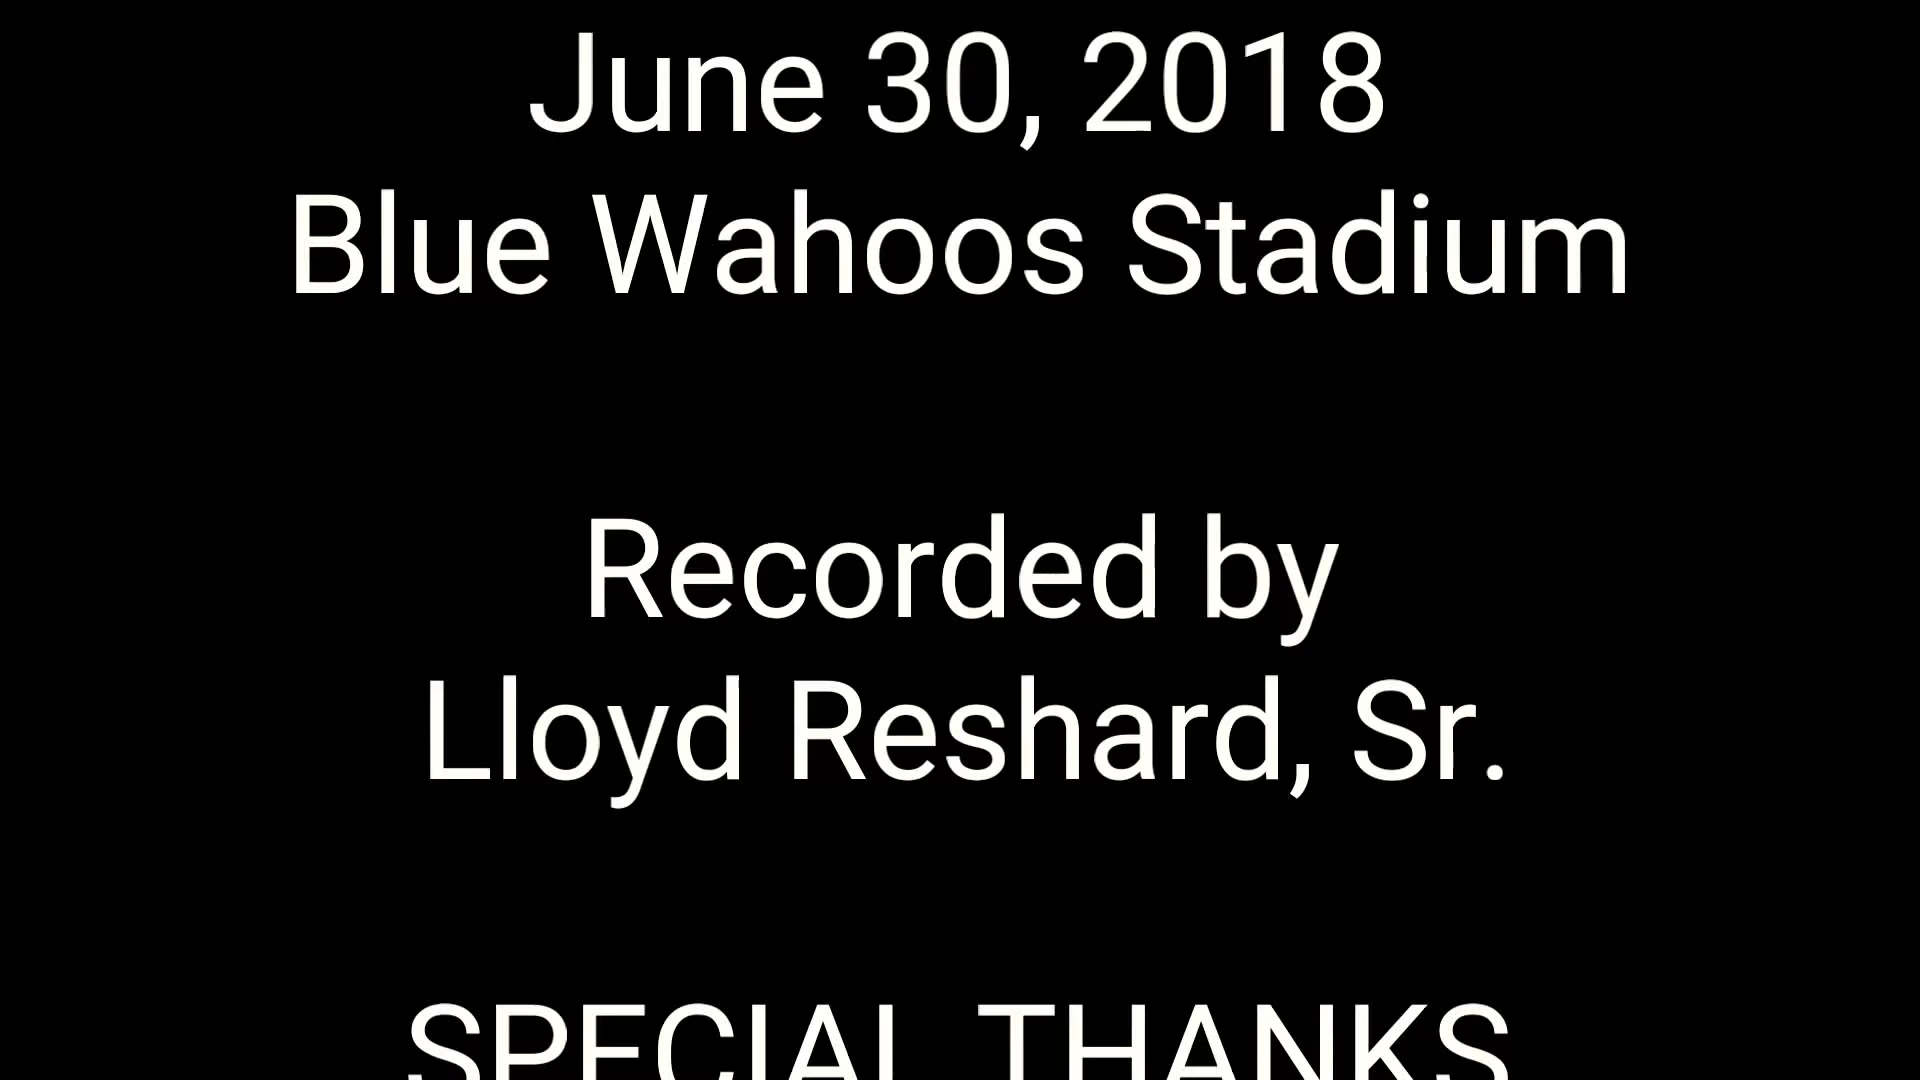 June 30, 2018
Blue Wahoos Stadium
Recorded by
Lloyd Reshard, Sr.
SPECIAL THANKS